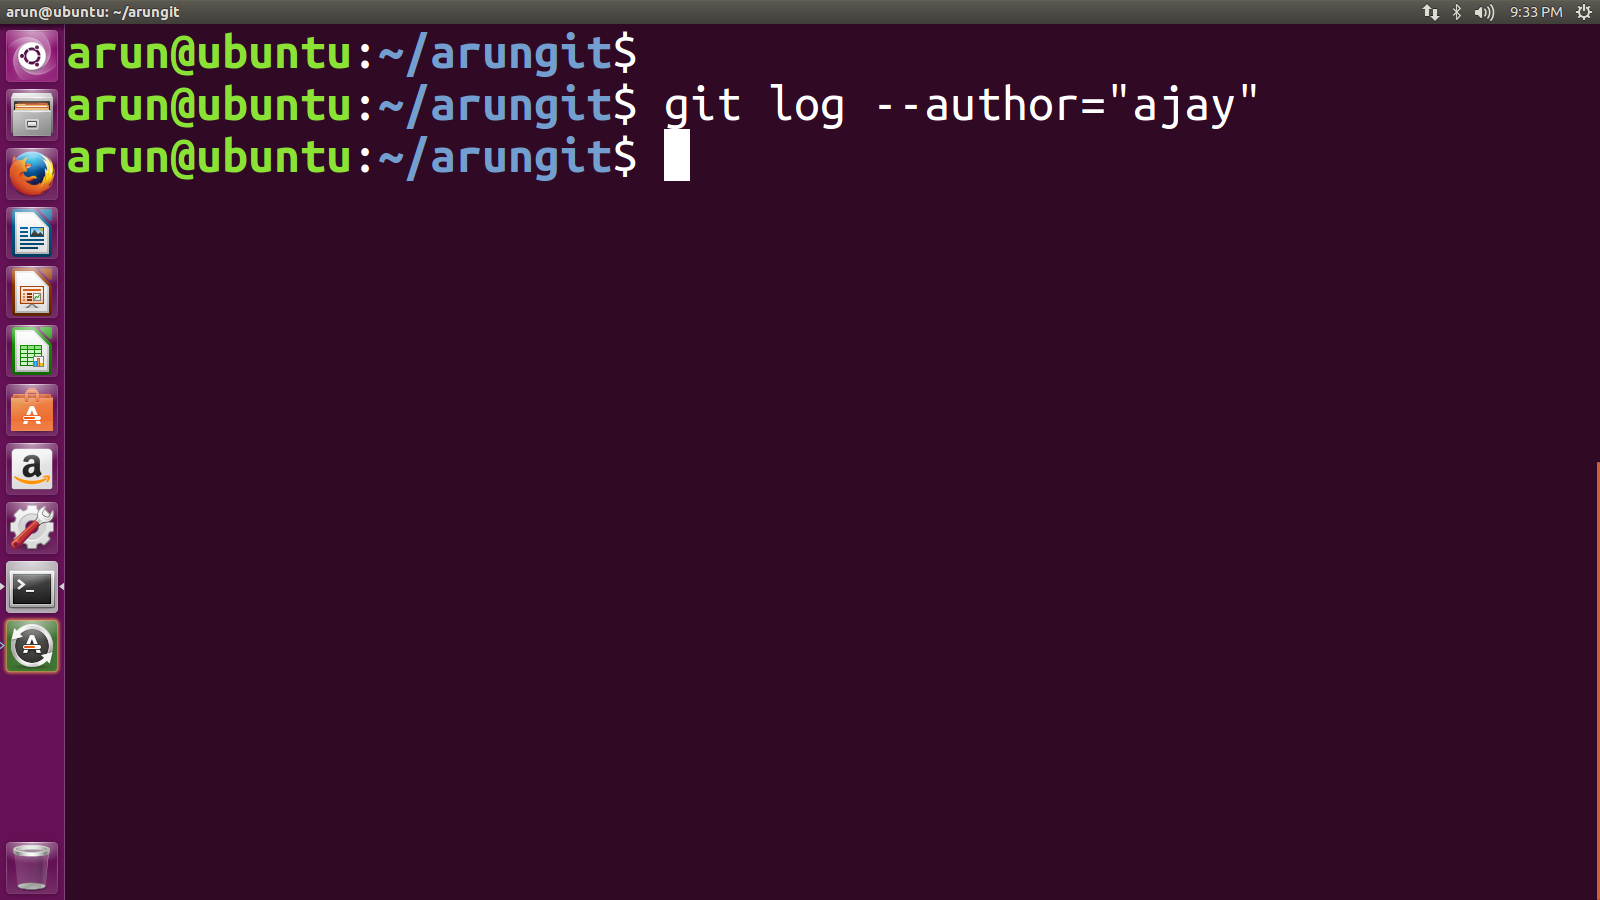 arun@ubuntu: ~/arungit
9:33 PM
arun@ubuntu:~/arungit$
arun@ubuntu:~/arungit$ git log --author="ajay"
arun@ubuntu:~/arungit$
A
a
>_
A